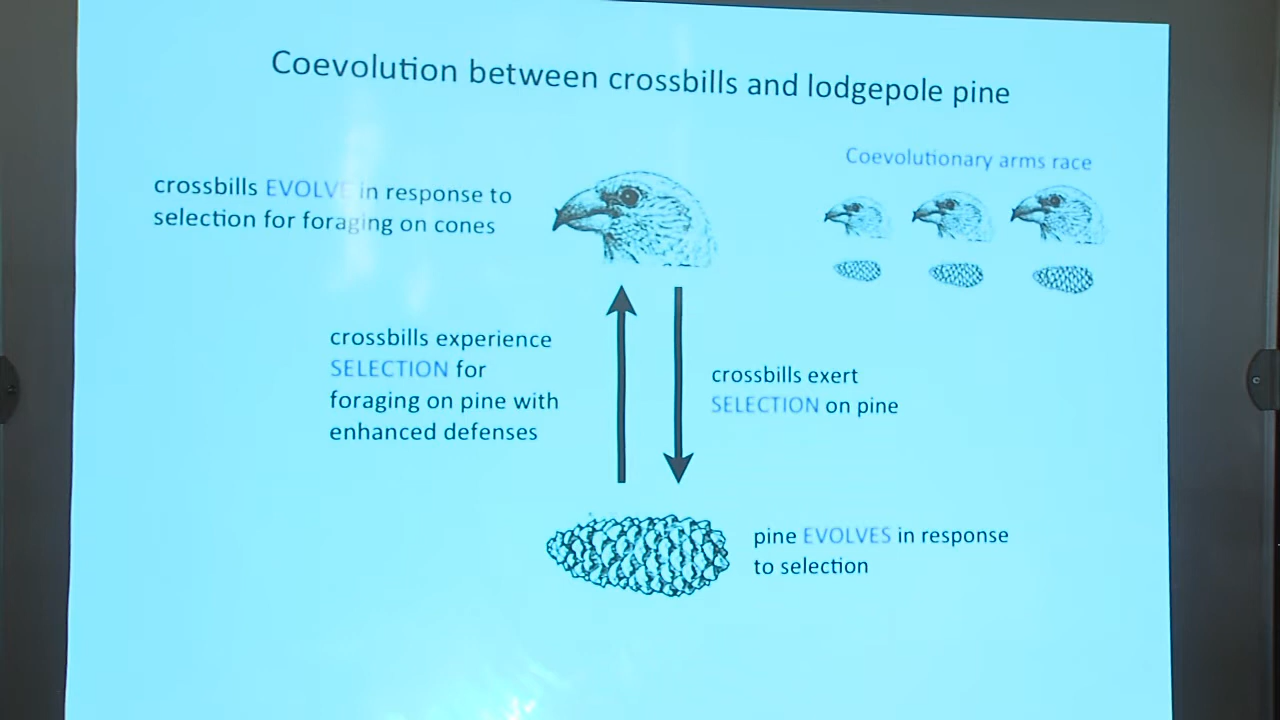 Coevolution between crossbills and lodgepole pine
Coevolutionary arms race
crossbills EVOLVE in response to
selection for foraging on cones
crossbills experience
SELECTION for
foraging on pine with
enhanced defenses
crossbills exert
SELECTION on pine
pine EVOLVES in response
to selection